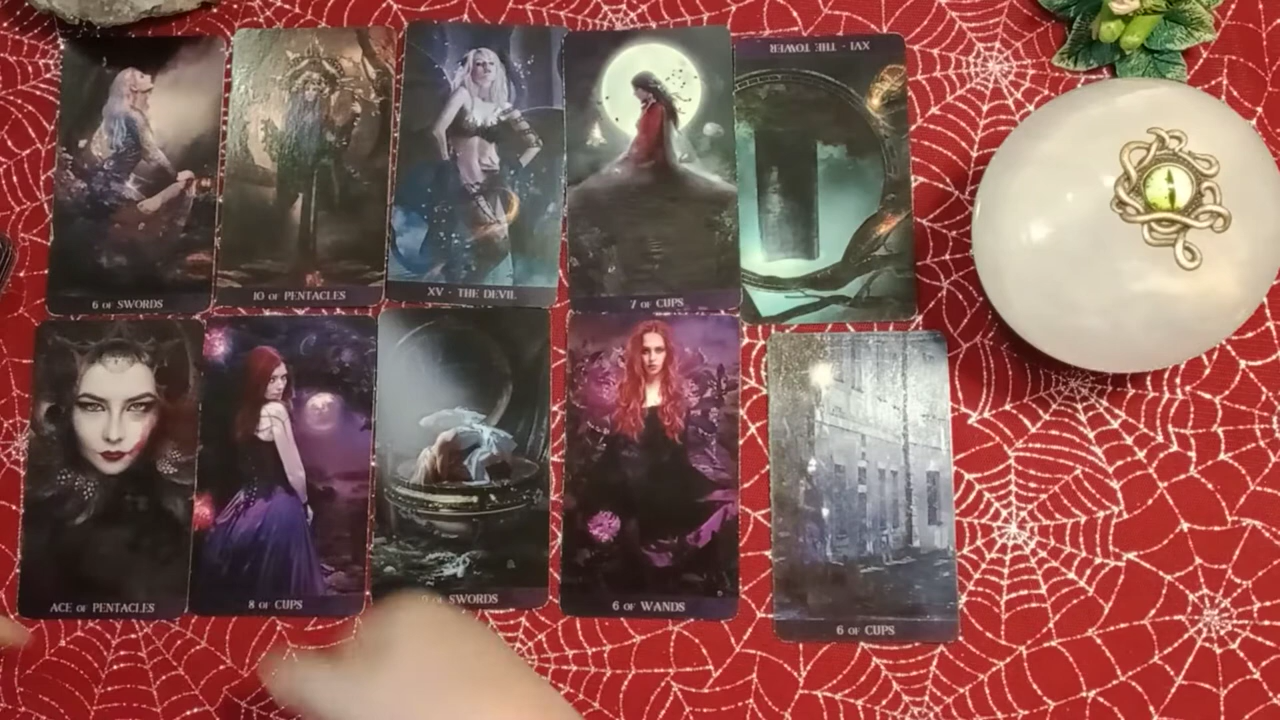 6 OF SWORDS
10 OF PENTACLES
XV - THE DEVIL
7 OF CUPS
XVI - THE TOWER
ACE OF PENTACLES
8 OF CUPS
OF SWORDS
6 OF WANDS
6 OF CUPS